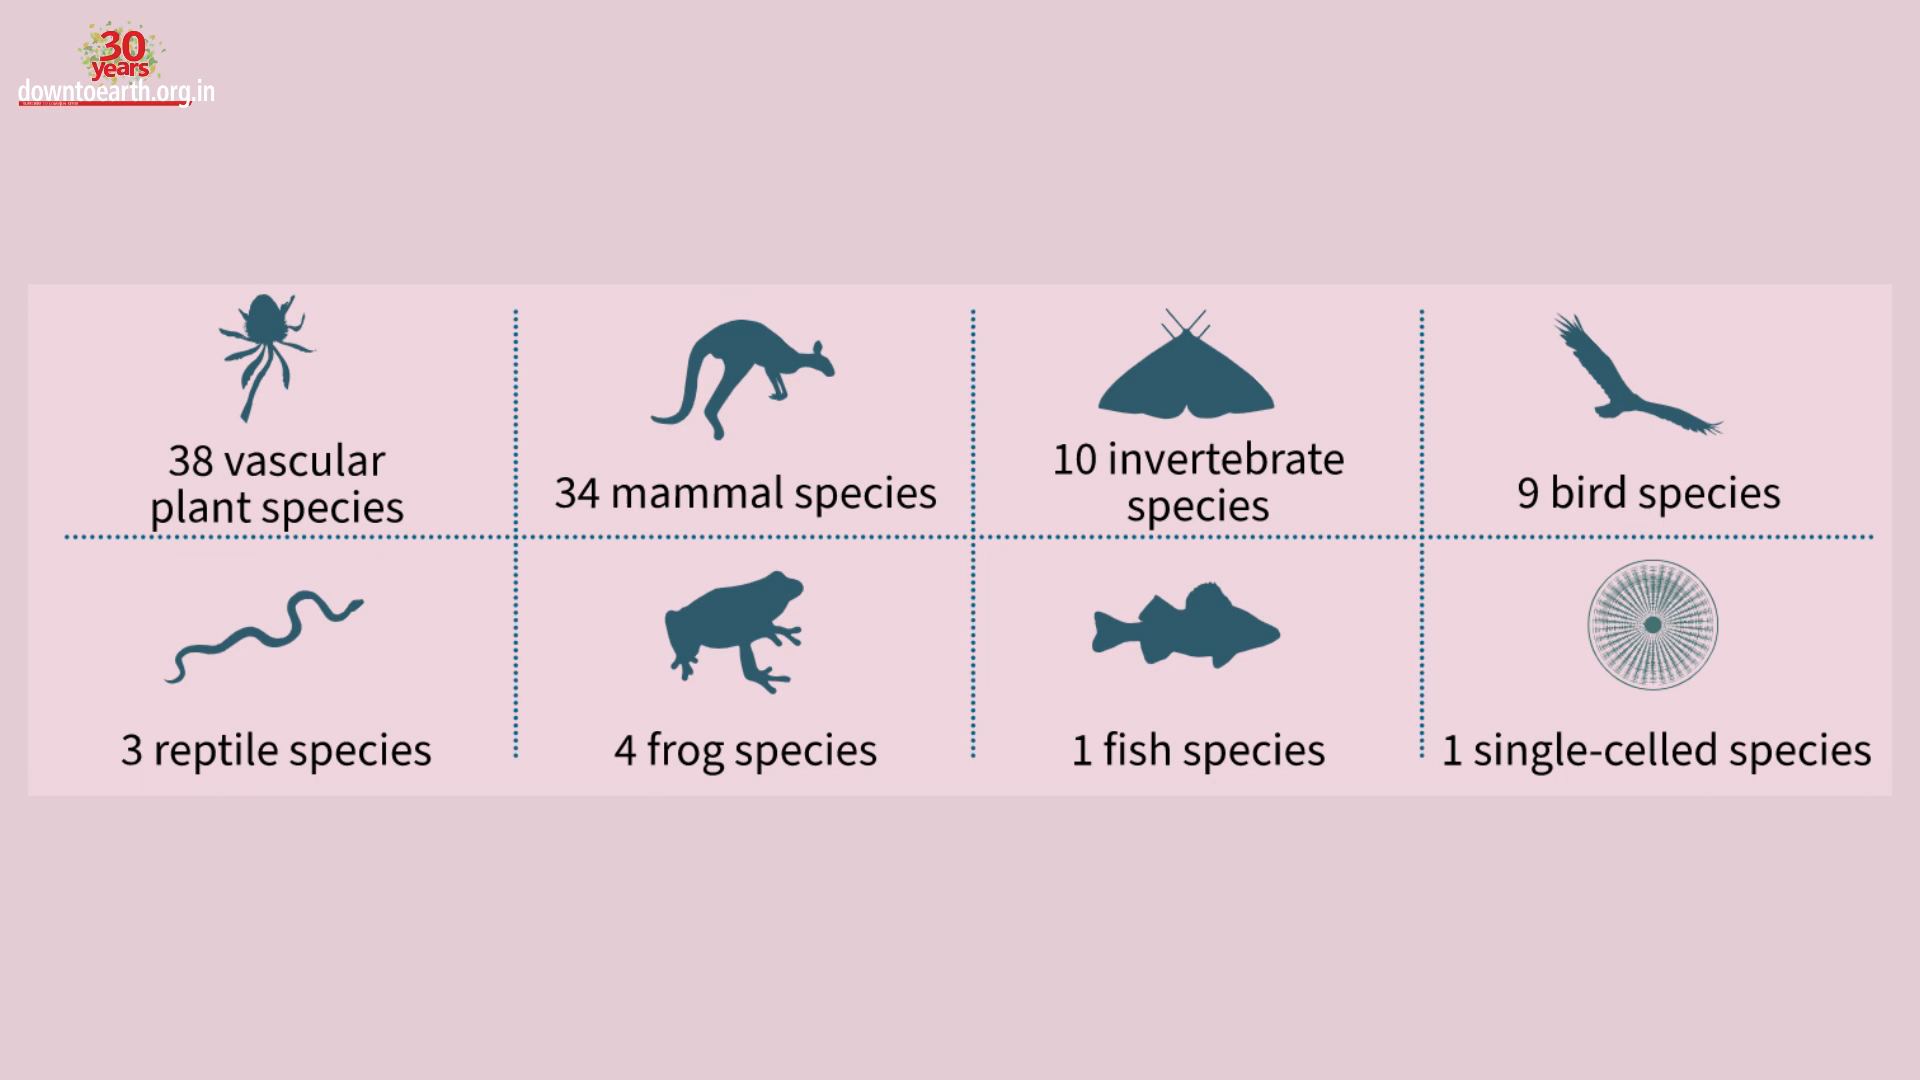 30
years
downtoearth.org.in
38 vascular
plant species
34 mammal species
10 invertebrate
species
9 bird species
3 reptile species
4 frog species
1 fish species
1 single-celled species